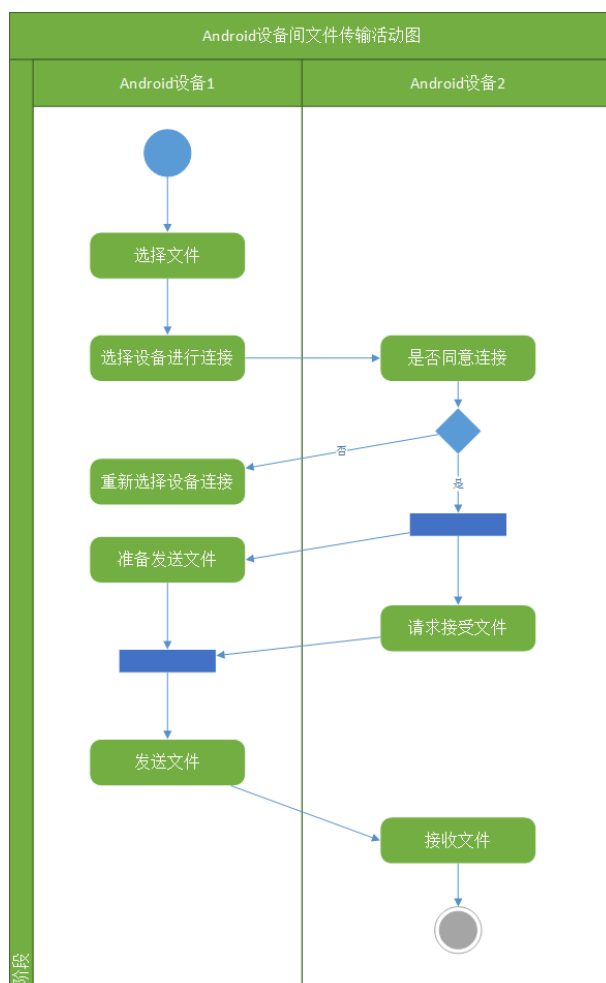 Android设备间文件传输活动图
Android设备1
Android设备2
选择文件
选择设备进行连接
是否同意连接
否
重新选择设备连接
是
准备发送文件
请求接受文件
发送文件
接收文件
阶段